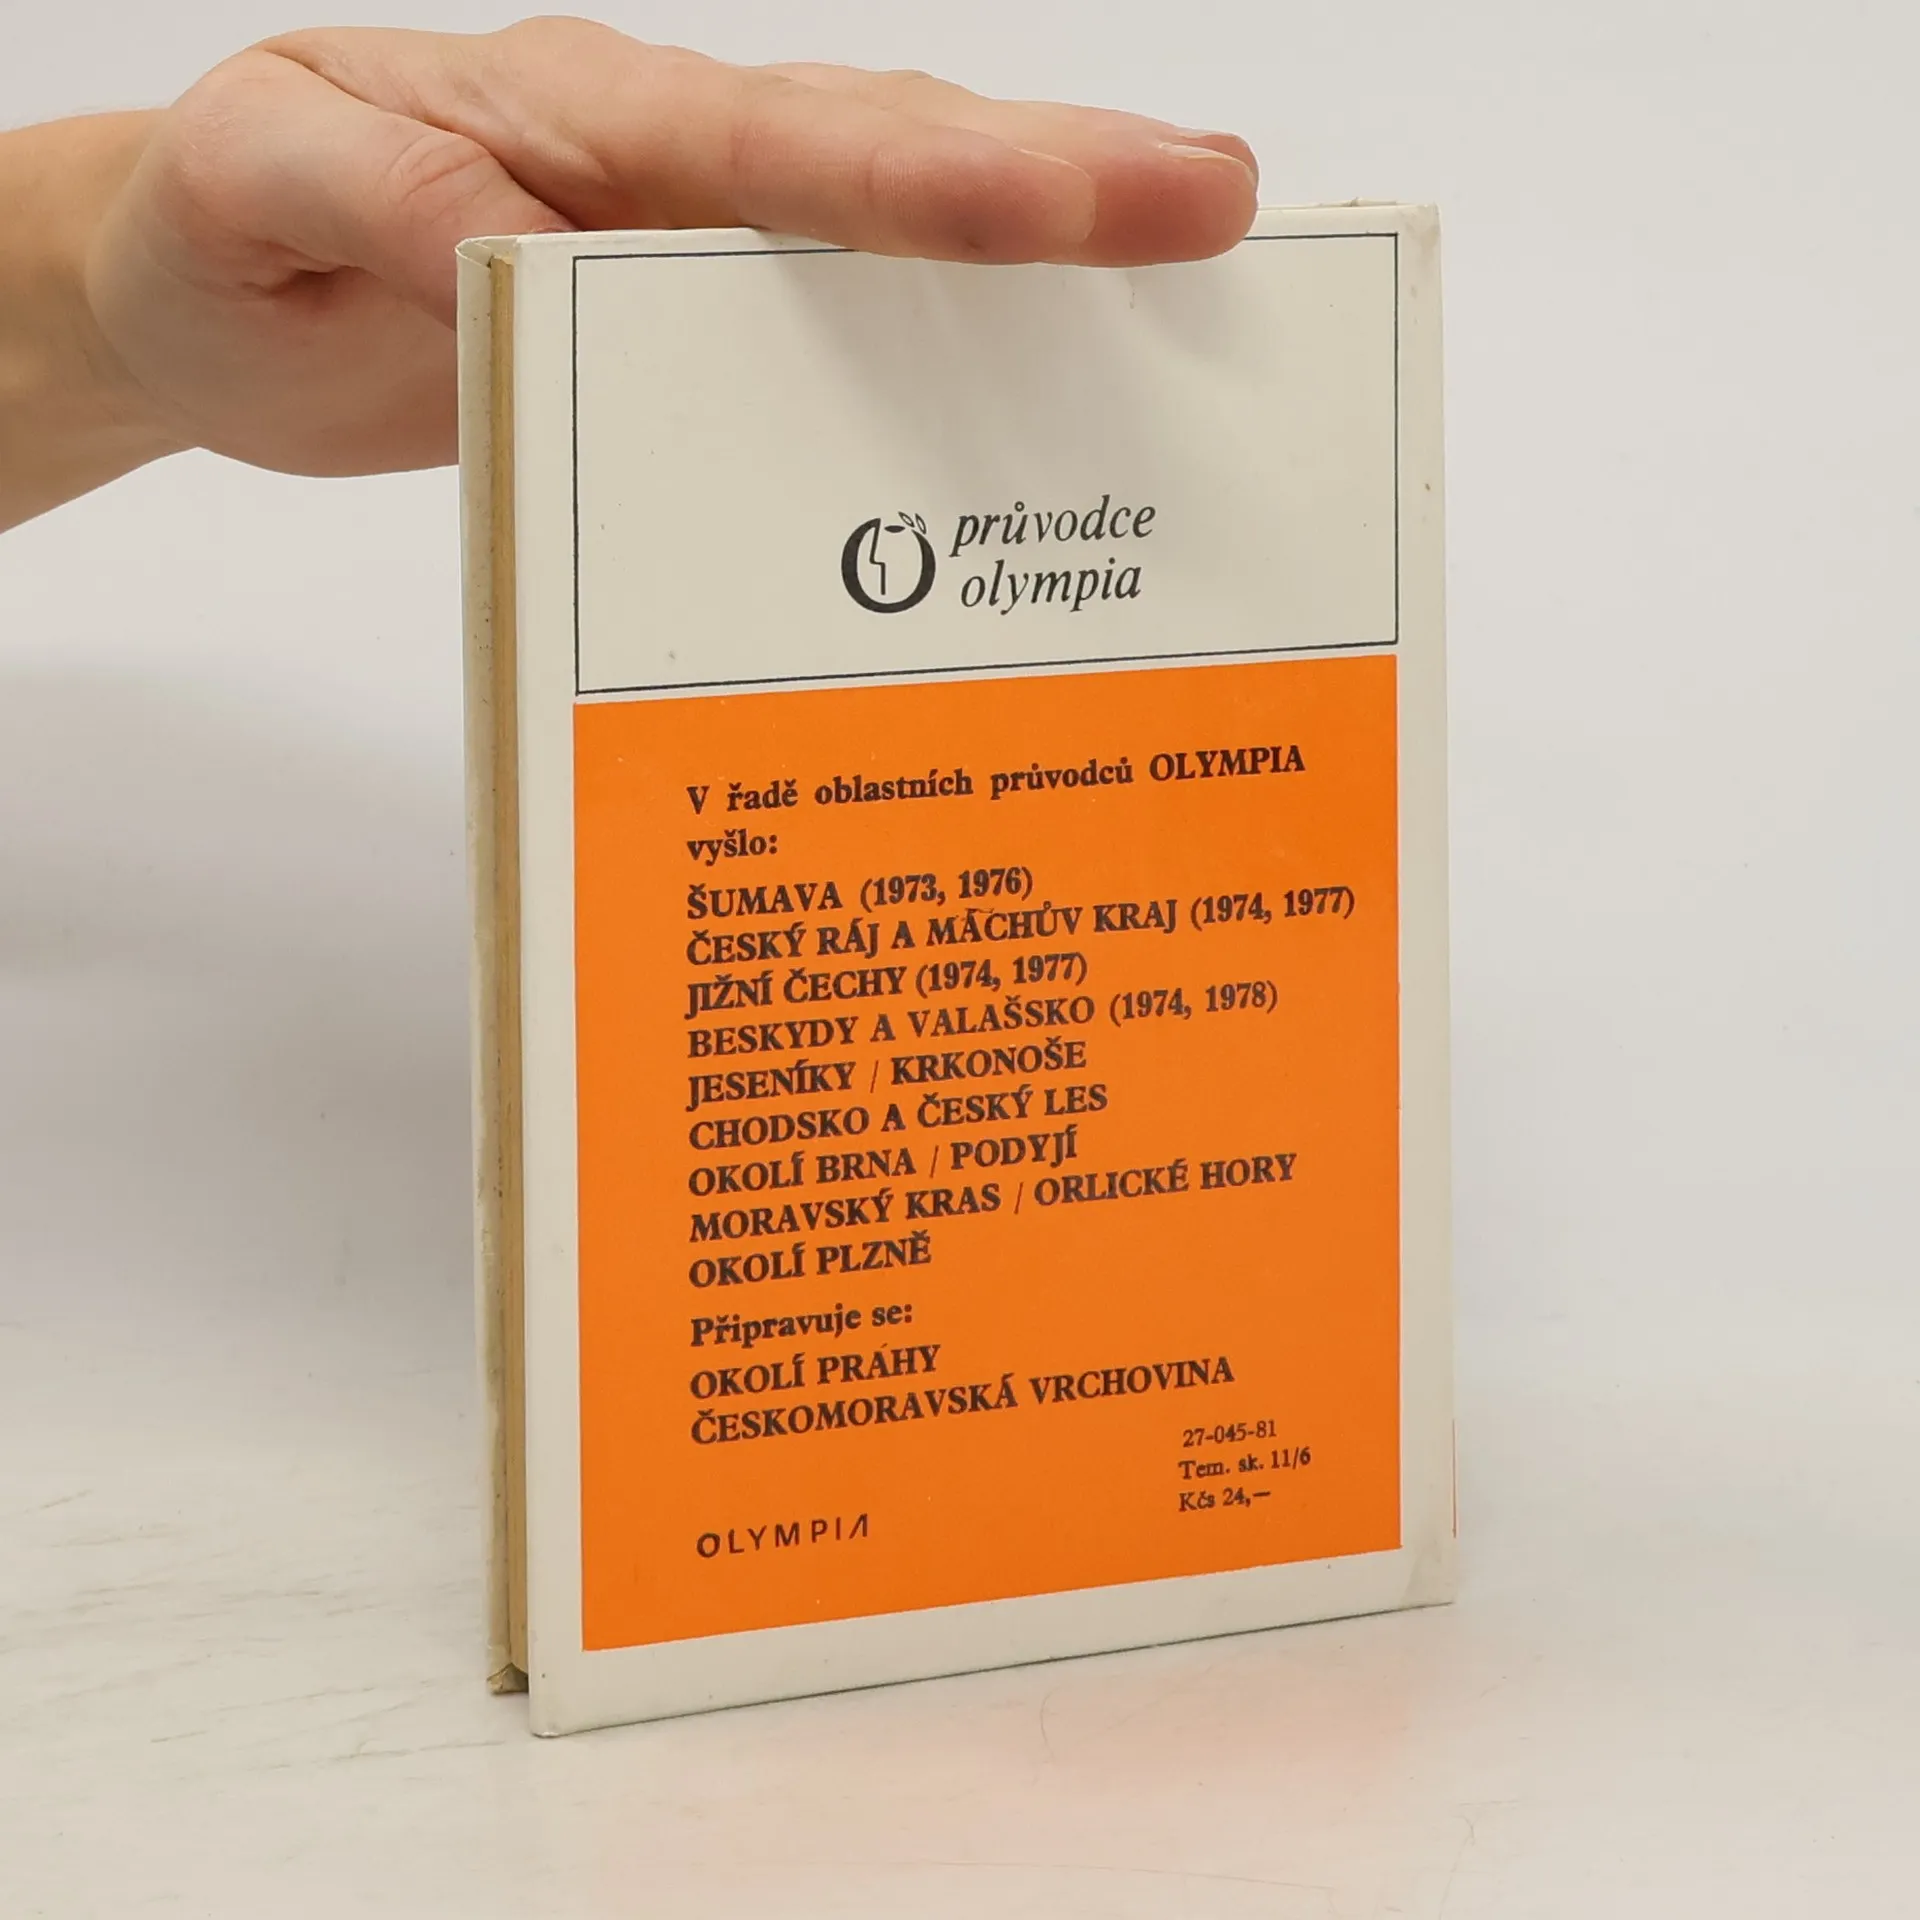 průvodce
olympia
V řadě oblastních průvodců OLYMPIA
vyšlo:
ŠUMAVA (1973, 1976)
ČESKÝ RÁJ A MÁCHŮV KRAJ (1974, 1977)
JIŽNÍ ČECHY (1974, 1977)
BESKYDY A VALAŠSKO (1974, 1978)
JESENÍKY / KRKONOŠE
CHODSKO A ČESKÝ LES
OKOLÍ BRNA / PODYJÍ
MORAVSKÝ KRAS / ORLICKÉ HORY
OKOLÍ PLZNĚ
Připravuje se:
OKOLÍ PRAHY
ČESKOMORAVSKÁ VRCHOVINA
27-045-81
Tem. sk. 11/6
Kčs 24,—
OLYMPIA